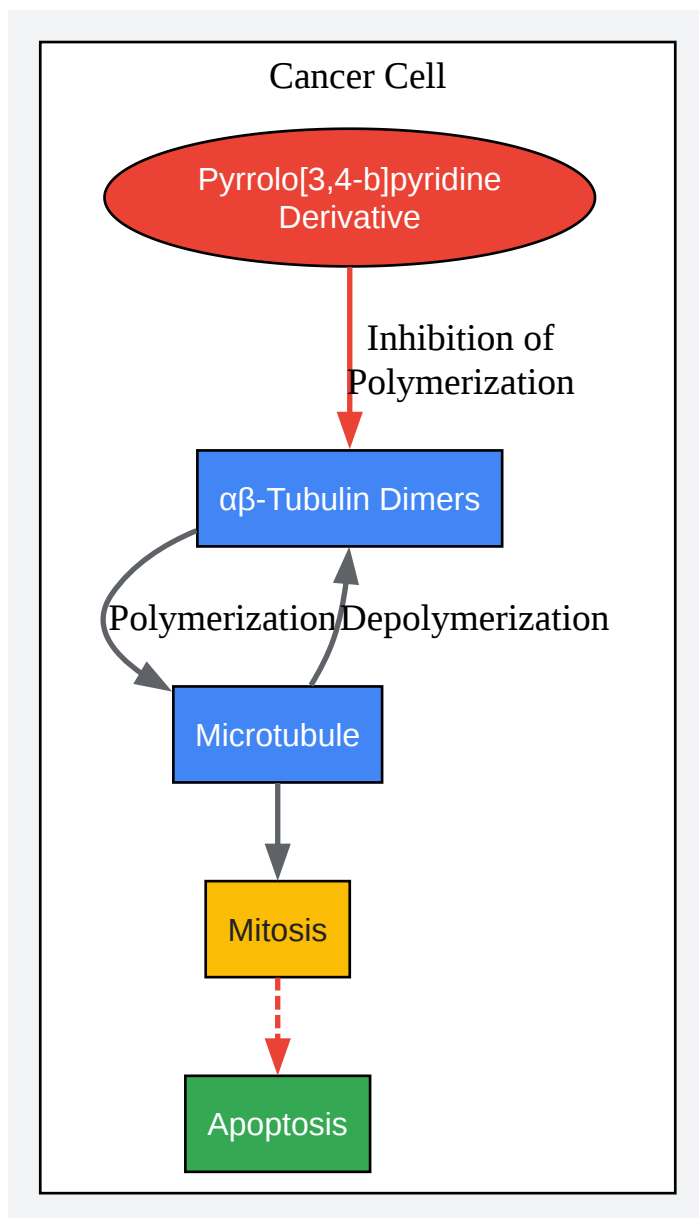 Cancer Cell
Pyrrolo[3,4-b]pyridine
Derivative
Inhibition of
Polymerization
αβ-Tubulin Dimers
Polymerization
Depolymerization
Microtubule
Mitosis
Apoptosis